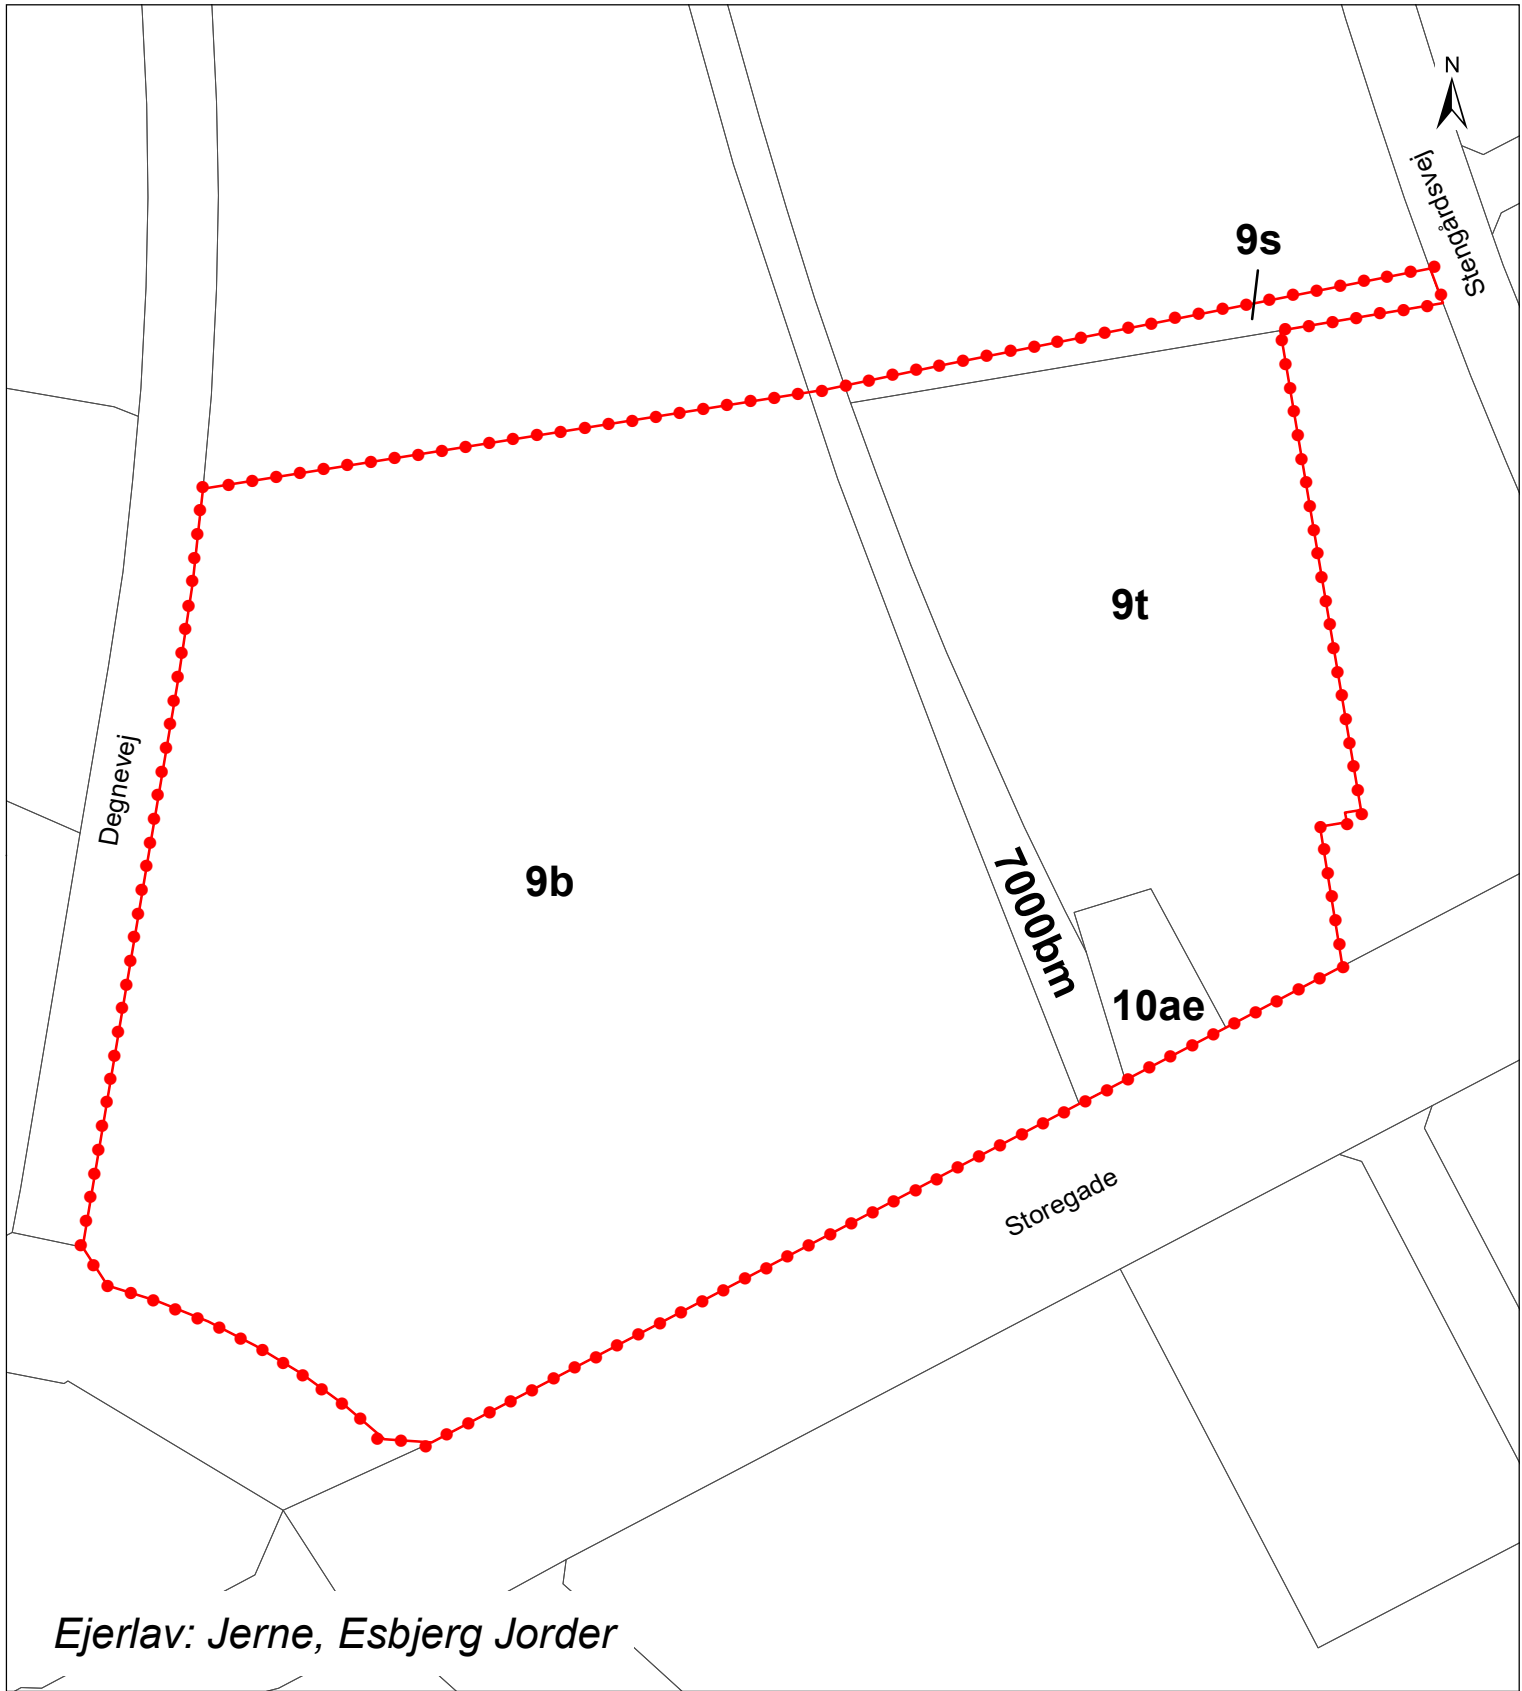 N
Stengårdsvej
9s
9t
Degnevej
9b
7000bm
10ae
Storegade
Ejerlav: Jerne, Esbjerg Jorder